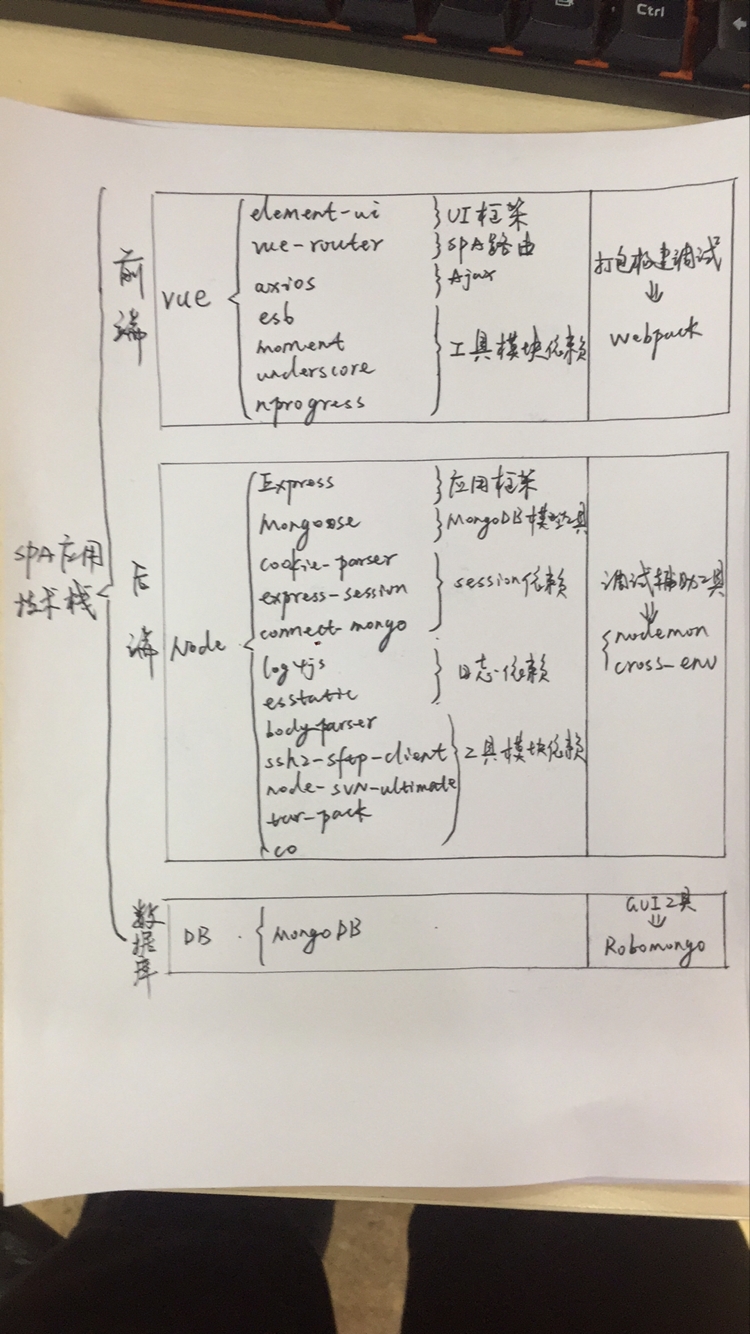 Ctrl
SPA应用
技术栈
前端
vue
element-ui
}UI框架
vue-router
}SPA路由
axios
}Ajax
es6
moment
underscore
nprogress
}工具模块依赖
打包构建调试
⇓
webpack
后端
Node
Express
}应用框架
Mongoose
}MongoDB模型工具
cookie-parser
express-session
connect-mongo
}session依赖
log4js
esstatic
}日志依赖
body-parser
ssh2-sftp-client
node-svn-ultimate
tar-pack
co
}工具模块依赖
调试辅助工具
⇓
nodemon
cross-env
数据库
DB
MongoDB
GUI工具
⇓
Robomongo